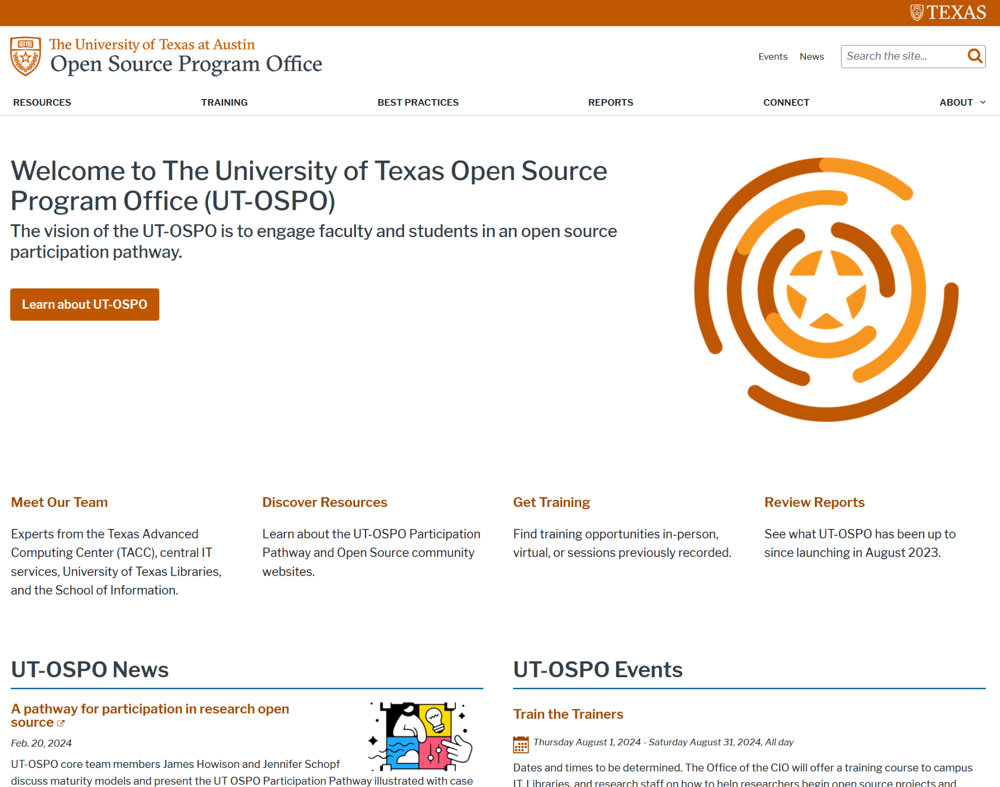 TEXAS
The University of Texas at Austin
Open Source Program Office
Events News Search the site...
RESOURCES TRAINING BEST PRACTICES REPORTS CONNECT ABOUT
Welcome to The University of Texas Open Source
Program Office (UT-OSPO)
The vision of the UT-OSPO is to engage faculty and students in an open source
participation pathway.
Learn about UT-OSPO
Meet Our Team
Experts from the Texas Advanced
Computing Center (TACC), central IT
services, University of Texas Libraries,
and the School of Information.
Discover Resources
Learn about the UT-OSPO Participation
Pathway and Open Source community
websites.
Get Training
Find training opportunities in-person,
virtual, or sessions previously recorded.
Review Reports
See what UT-OSPO has been up to
since launching in August 2023.
UT-OSPO News
A pathway for participation in research open
source
Feb. 20, 2024
UT-OSPO core team members James Howison and Jennifer Schopf
discuss maturity models and present the UT OSPO Participation Pathway illustrated with case
UT-OSPO Events
Train the Trainers
Thursday August 1, 2024 - Saturday August 31, 2024, All day
Dates and times to be determined. The Office of the CIO will offer a training course to campus
IT, Libraries, and research staff on how to help researchers begin open source projects and